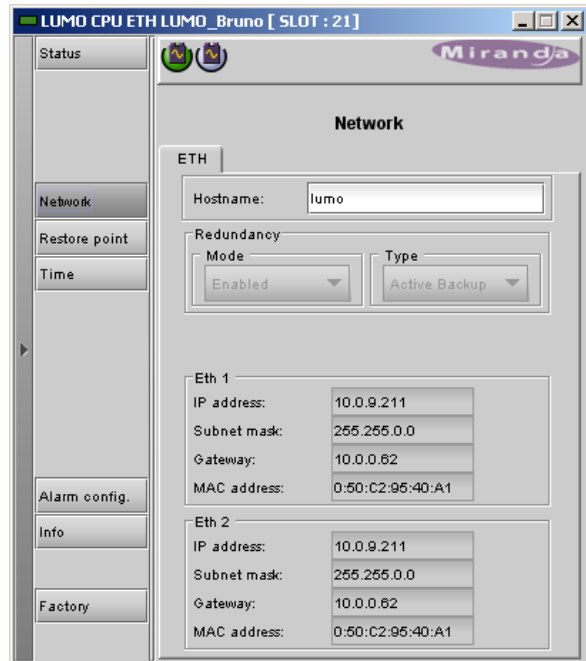 LUMO CPU ETH LUMO_Bruno [ SLOT : 21]
Status
Miranda
Network
ETH
Network
Hostname: lumo
Restore point
Redundancy
Mode Type
Time
Enabled Active Backup
Eth 1
IP address: 10.0.9.211
Subnet mask: 255.255.0.0
Gateway: 10.0.0.62
Alarm config.
MAC address: 0:50:C2:95:40:A1
Eth 2
Info
IP address: 10.0.9.211
Subnet mask: 255.255.0.0
Factory
Gateway: 10.0.0.62
MAC address: 0:50:C2:95:40:A1